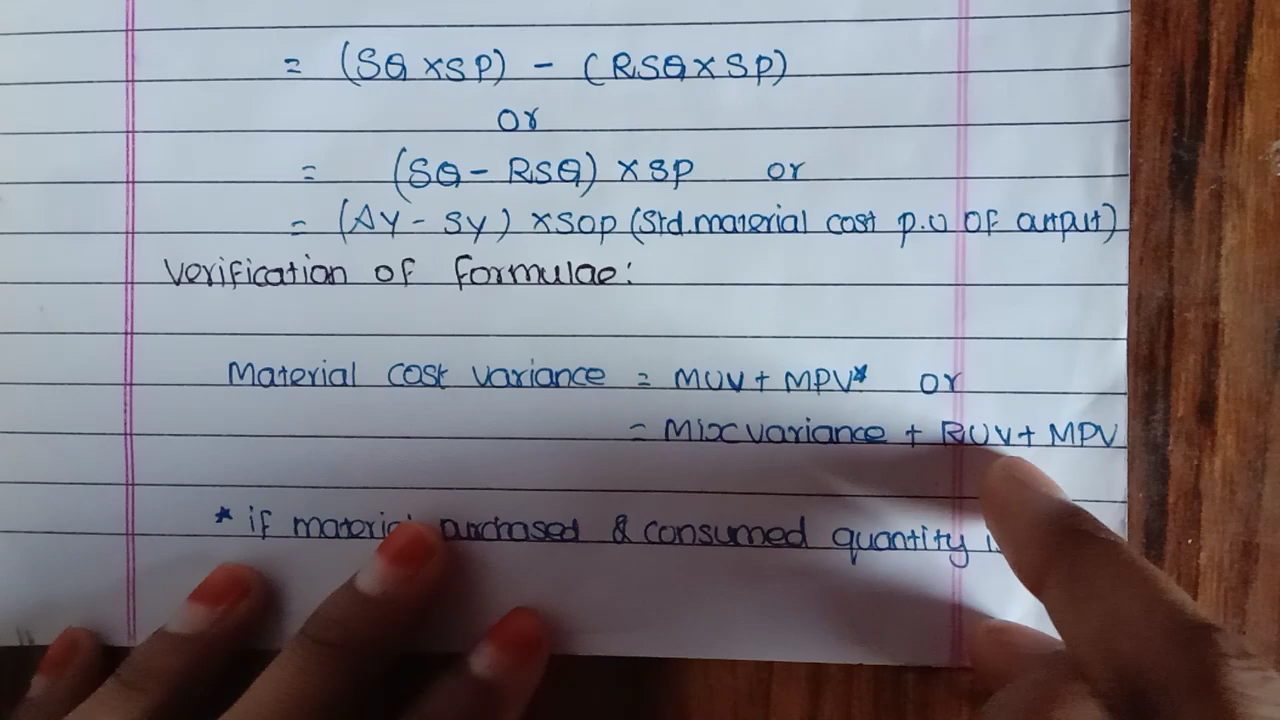 = (SQ x SP) - (RSQ x SP)
or
= (SQ - RSQ) x SP or
= (AY - SY) x SOP (Std. material cost p.u OF output)
Verification of formulae:
Material cost variance = MUV + MPV* or
= Mix variance + RUV + MPV
* if material purchased & consumed quantity